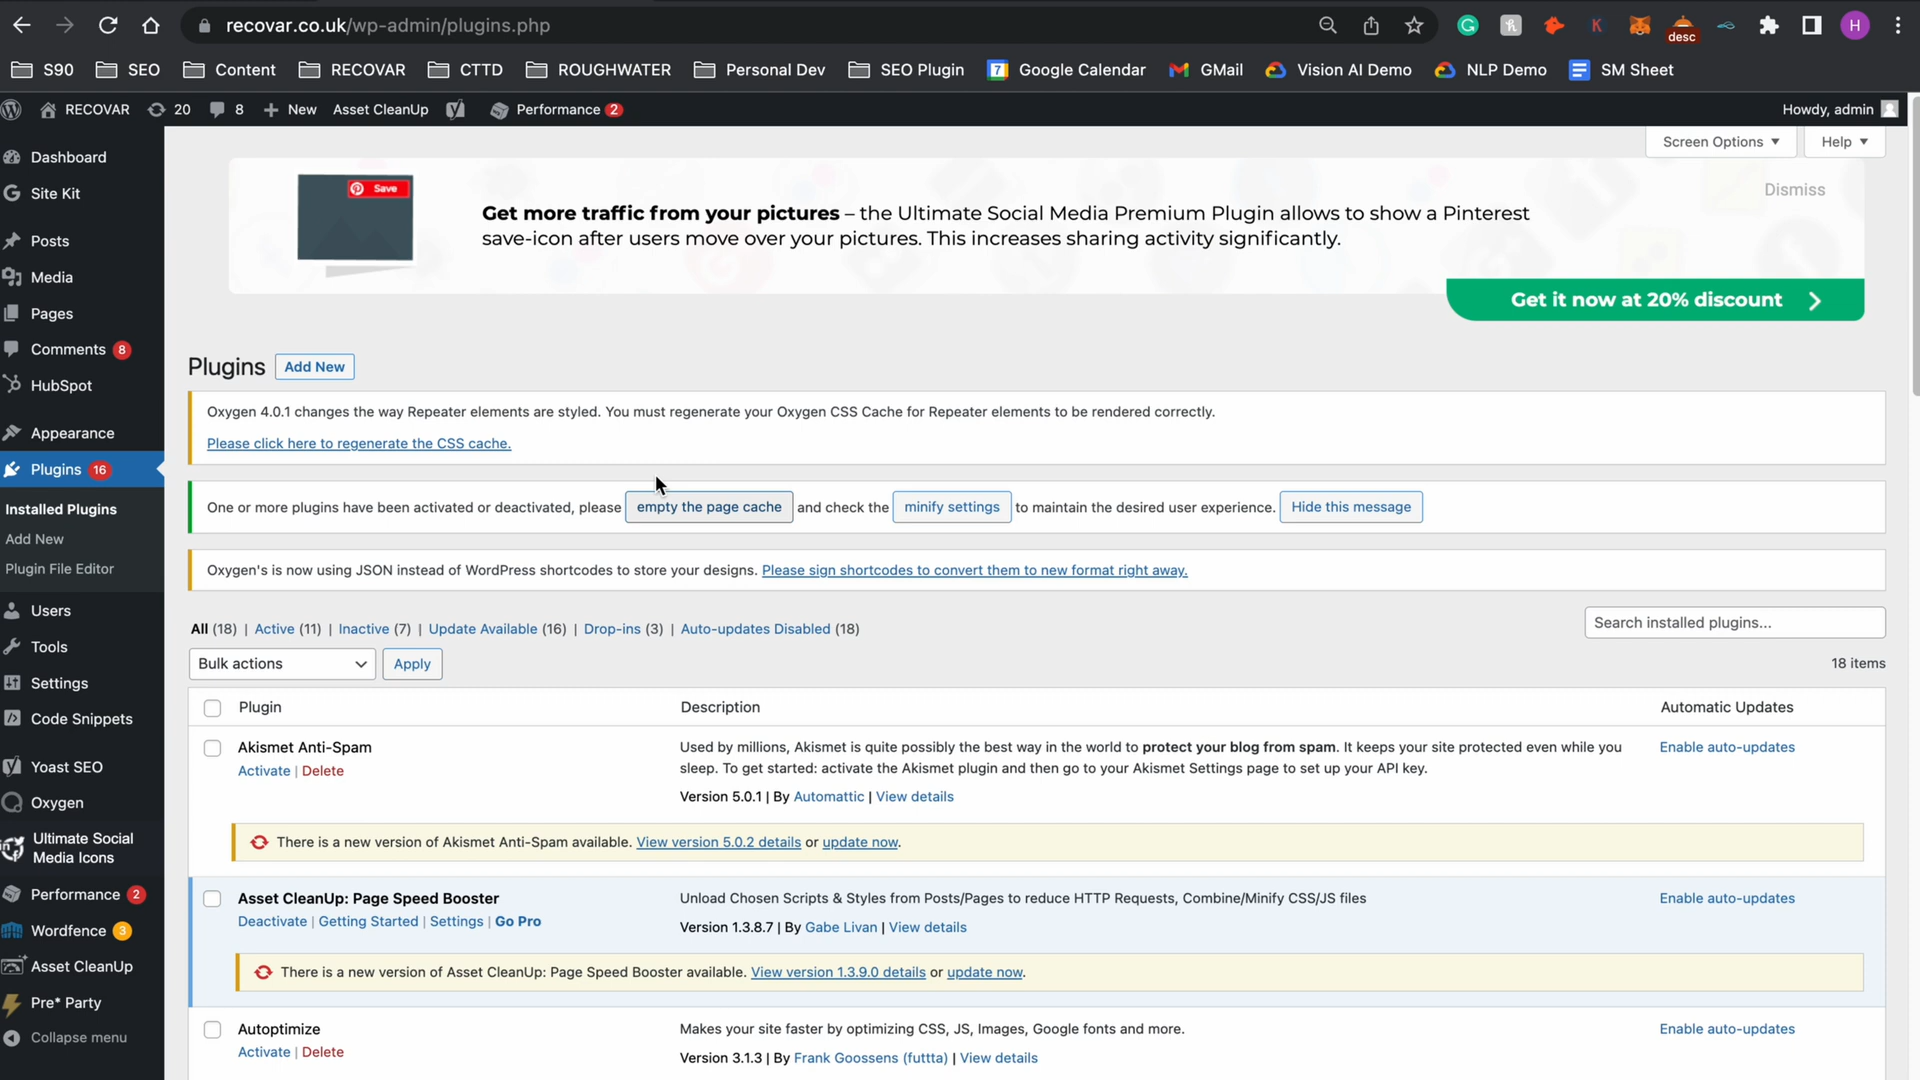 recovar.co.uk/wp-admin/plugins.php
desc
H
S90
SEO
Content
RECOVAR
CTTD
ROUGHWATER
Personal Dev
SEO Plugin
7
Google Calendar
GMail
Vision AI Demo
NLP Demo
SM Sheet
RECOVAR
20
8
New
Asset CleanUp
Performance 2
Howdy, admin
Screen Options
Help
Dashboard
Site Kit
Posts
Media
Pages
Comments 8
HubSpot
Appearance
Plugins 16
Installed Plugins
Add New
Plugin File Editor
Users
Tools
Settings
Code Snippets
Yoast SEO
Oxygen
Ultimate Social
Media Icons
Performance 2
Wordfence 3
Asset CleanUp
Pre* Party
Collapse menu
Save
Dismiss
Get more traffic from your pictures – the Ultimate Social Media Premium Plugin allows to show a Pinterest
save-icon after users move over your pictures. This increases sharing activity significantly.
Get it now at 20% discount
Plugins
Add New
Oxygen 4.0.1 changes the way Repeater elements are styled. You must regenerate your Oxygen CSS Cache for Repeater elements to be rendered correctly.
Please click here to regenerate the CSS cache.
One or more plugins have been activated or deactivated, please empty the page cache and check the minify settings to maintain the desired user experience. Hide this message
Oxygen's is now using JSON instead of WordPress shortcodes to store your designs. Please sign shortcodes to convert them to new format right away.
All (18) | Active (11) | Inactive (7) | Update Available (16) | Drop-ins (3) | Auto-updates Disabled (18)
Search installed plugins...
Bulk actions
Apply
18 items
Plugin
Description
Automatic Updates
Akismet Anti-Spam
Activate | Delete
Used by millions, Akismet is quite possibly the best way in the world to protect your blog from spam. It keeps your site protected even while you
sleep. To get started: activate the Akismet plugin and then go to your Akismet Settings page to set up your API key.
Version 5.0.1 | By Automattic | View details
Enable auto-updates
There is a new version of Akismet Anti-Spam available. View version 5.0.2 details or update now.
Asset CleanUp: Page Speed Booster
Deactivate | Getting Started | Settings | Go Pro
Unload Chosen Scripts & Styles from Posts/Pages to reduce HTTP Requests, Combine/Minify CSS/JS files
Version 1.3.8.7 | By Gabe Livan | View details
Enable auto-updates
There is a new version of Asset CleanUp: Page Speed Booster available. View version 1.3.9.0 details or update now.
Autoptimize
Activate | Delete
Makes your site faster by optimizing CSS, JS, Images, Google fonts and more.
Version 3.1.3 | By Frank Goossens (futtta) | View details
Enable auto-updates